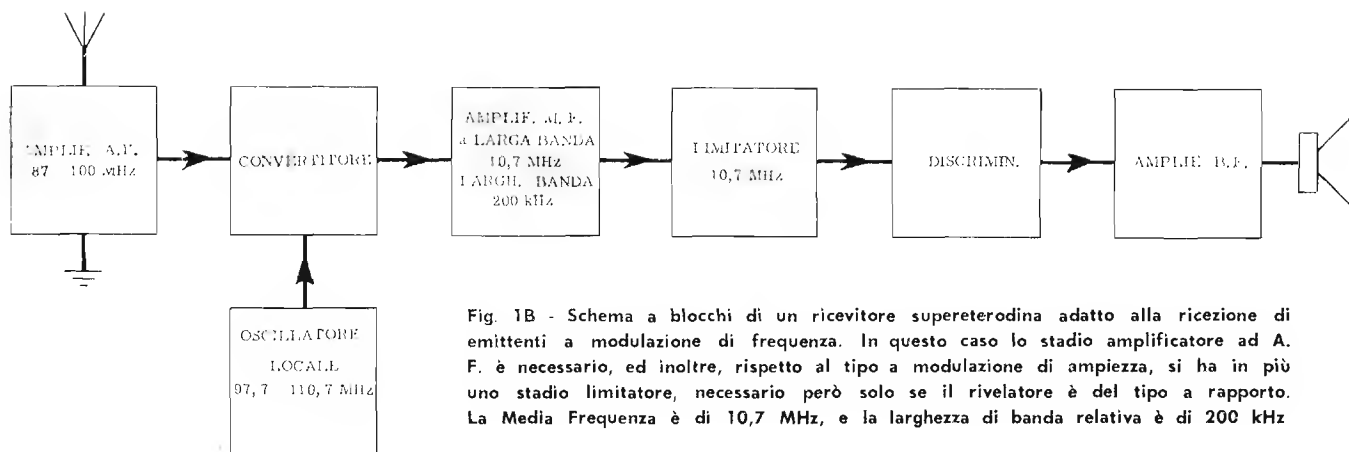 AMPLIF. A.F.
87 100 MHz
CONVERTITORE
AMPLIF. M. F.
a LARGA BANDA
10,7 MHz
LARGH. BANDA
200 kHz
LIMITATORE
10,7 MHz
DISCRIMIN.
AMPLIF. B.F.
OSCILLATORE
LOCALE
97,7 110,7 MHz
Fig. 1B - Schema a blocchi di un ricevitore supereterodina adatto alla ricezione di
emittenti a modulazione di frequenza. In questo caso lo stadio amplificatore ad A.
F. è necessario, ed inoltre, rispetto al tipo a modulazione di ampiezza, si ha in più
uno stadio limitatore, necessario però solo se il rivelatore è del tipo a rapporto.
La Media Frequenza è di 10,7 MHz, e la larghezza di banda relativa è di 200 kHz